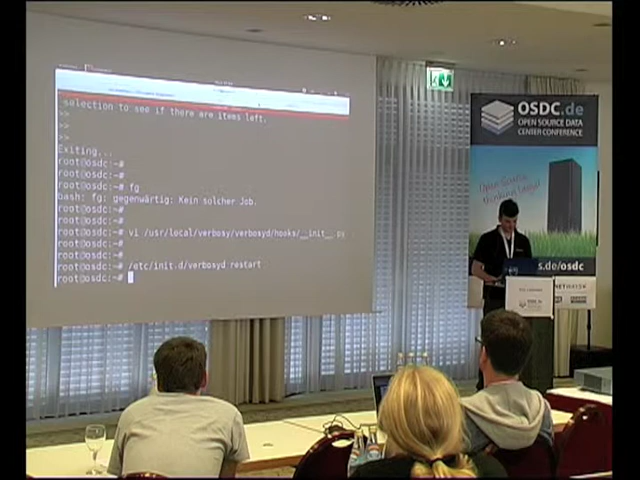 selection to see if there are items left.
>>
>>
>>
Exiting...
root@osdc:~#
root@osdc:~#
root@osdc:~# fg
bash: fg: gegenwärtig: Kein solcher Job.
root@osdc:~#
root@osdc:~#
root@osdc:~# vi /usr/local/verbosy/verbosyd/hooks/__init__.py
root@osdc:~#
root@osdc:~#
root@osdc:~# /etc/init.d/verbosyd restart
root@osdc:~#
OSDC.de
OPEN SOURCE DATA
CENTER CONFERENCE
s.de/osdc